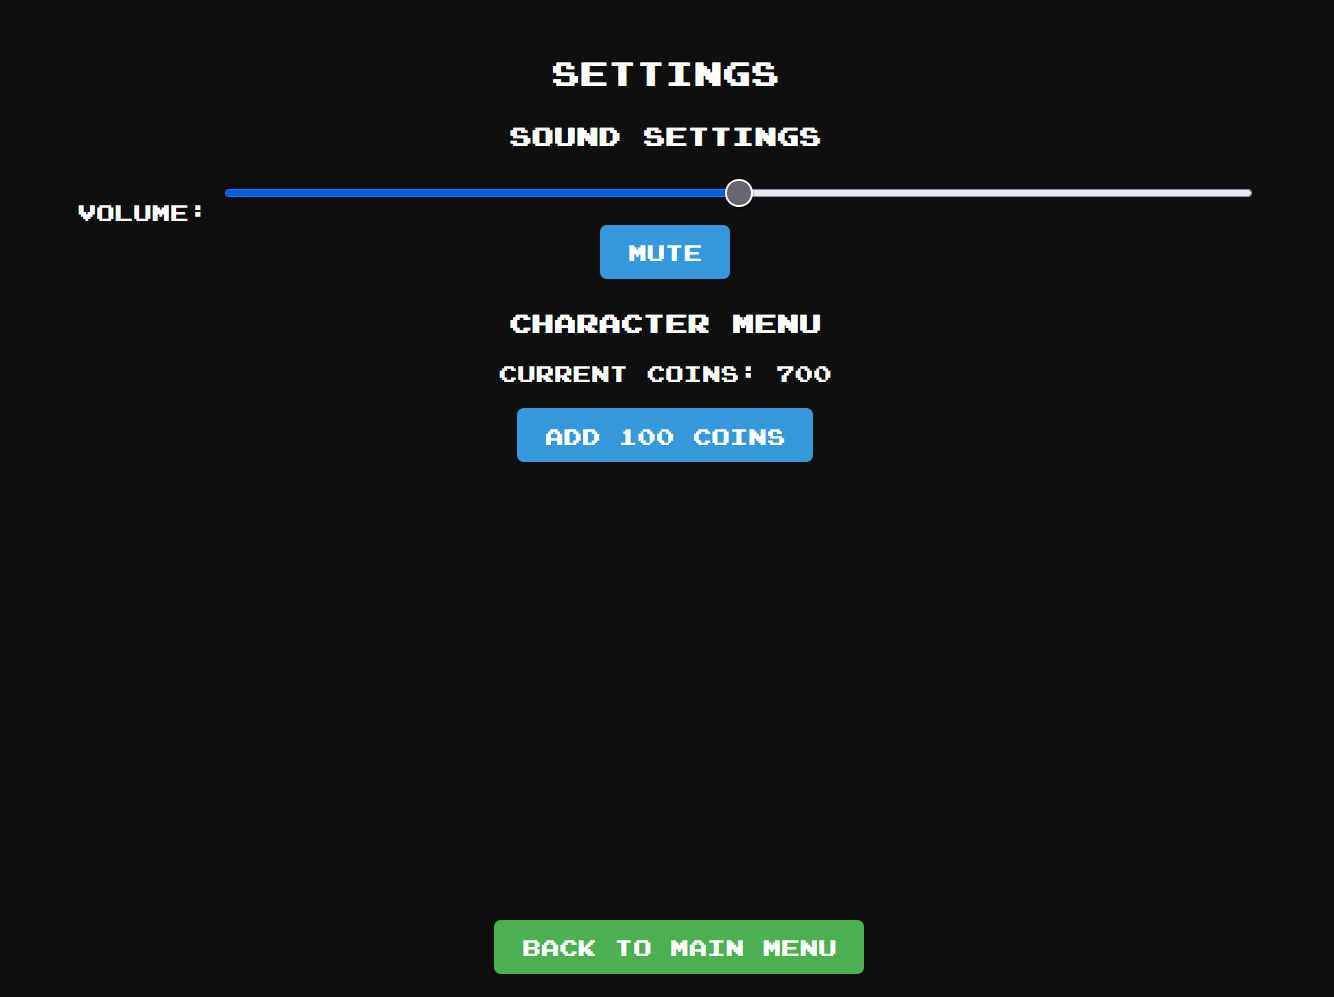 SETTINGS
SOUND SETTINGS
VOLUME:
MUTE
CHARACTER MENU
CURRENT COINS: 700
ADD 100 COINS
BACK TO MAIN MENU